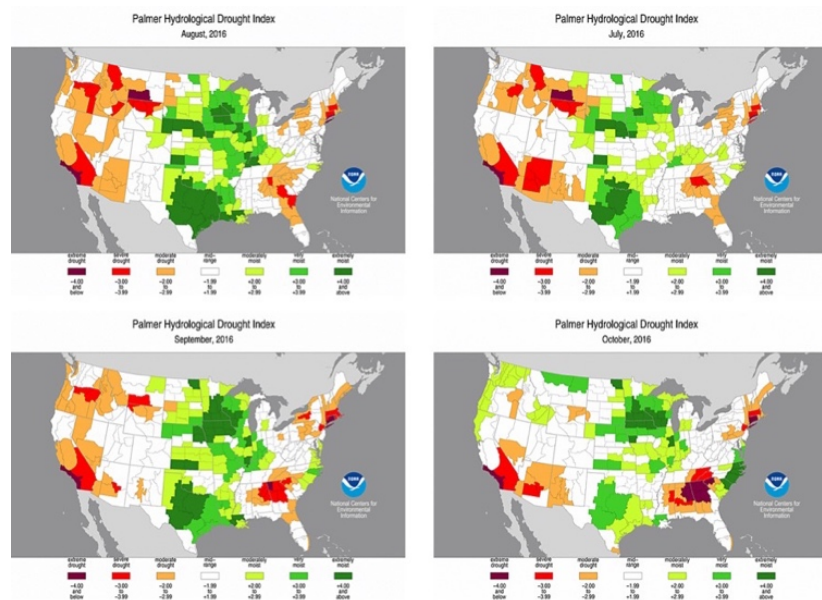 Palmer Hydrological Drought Index
August, 2016
NOAA
National Centers for
Environmental
Information
extreme drought severe drought moderate drought mid-range moderately moist very moist extremely moist
-4.00 and below -3.00 to -3.99 -2.00 to -2.99 -1.99 to +1.99 +2.00 to +2.99 +3.00 to +3.99 +4.00 and above
Palmer Hydrological Drought Index
July, 2016
NOAA
National Centers for
Environmental
Information
extreme drought severe drought moderate drought mid-range moderately moist very moist extremely moist
-4.00 and below -3.00 to -3.99 -2.00 to -2.99 -1.99 to +1.99 +2.00 to +2.99 +3.00 to +3.99 +4.00 and above
Palmer Hydrological Drought Index
September, 2016
NOAA
National Centers for
Environmental
Information
extreme drought severe drought moderate drought mid-range moderately moist very moist extremely moist
-4.00 and below -3.00 to -3.99 -2.00 to -2.99 -1.99 to +1.99 +2.00 to +2.99 +3.00 to +3.99 +4.00 and above
Palmer Hydrological Drought Index
October, 2016
NOAA
National Centers for
Environmental
Information
extreme drought severe drought moderate drought mid-range moderately moist very moist extremely moist
-4.00 and below -3.00 to -3.99 -2.00 to -2.99 -1.99 to +1.99 +2.00 to +2.99 +3.00 to +3.99 +4.00 and above